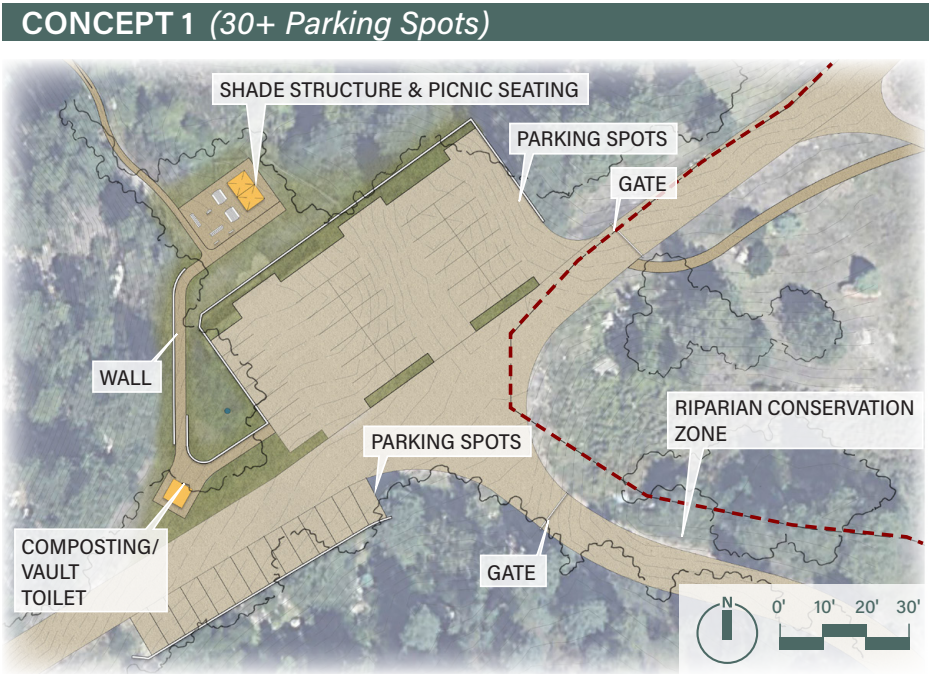 CONCEPT 1 (30+ Parking Spots)
SHADE STRUCTURE & PICNIC SEATING
PARKING SPOTS
GATE
WALL
RIPARIAN CONSERVATION
ZONE
PARKING SPOTS
COMPOSTING/
VAULT
TOILET
GATE
N
0' 10' 20' 30'